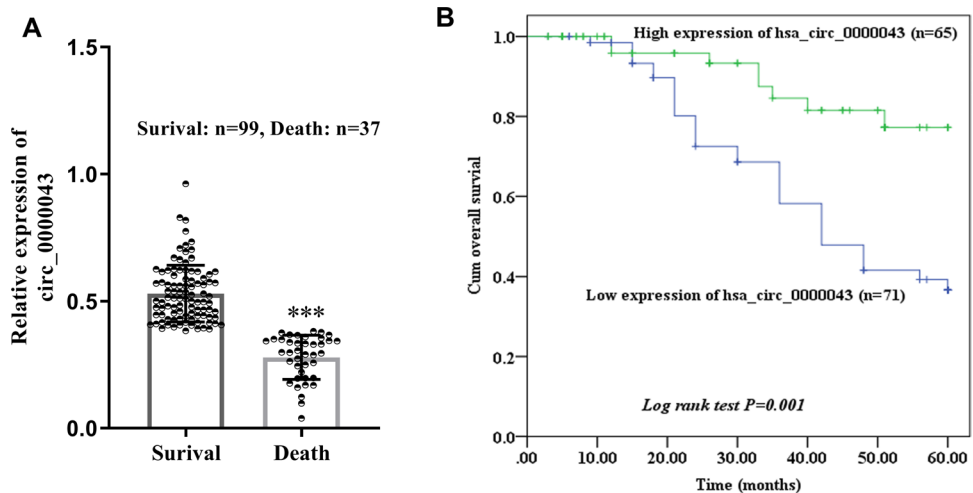 A
Relative expression of
circ_0000043
1.5
1.0
0.5
0.0
Surival: n=99, Death: n=37
***
Surival
Death
B
Cum overall survial
1.0
0.8
0.6
0.4
0.2
0.0
High expression of hsa_circ_0000043 (n=65)
Low expression of hsa_circ_0000043 (n=71)
Log rank test P=0.001
.00
10.00
20.00
30.00
40.00
50.00
60.00
Time (months)